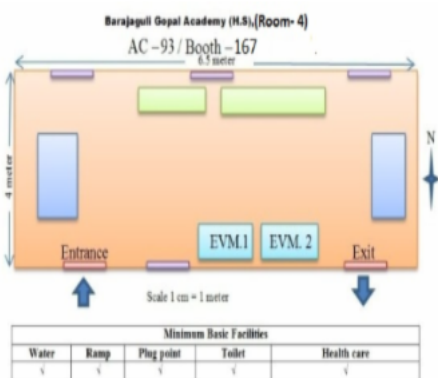 Barajaguli Gopal Academy (H.S),(Room- 4)
AC –93 / Booth –167
6.5 meter
4 meter
N
EVM.1 EVM. 2
Entrance Exit
Scale 1 cm = 1 meter
Minimum Basic Facilities
Water Ramp Plug point Toilet Health care
√ √ √ √ √